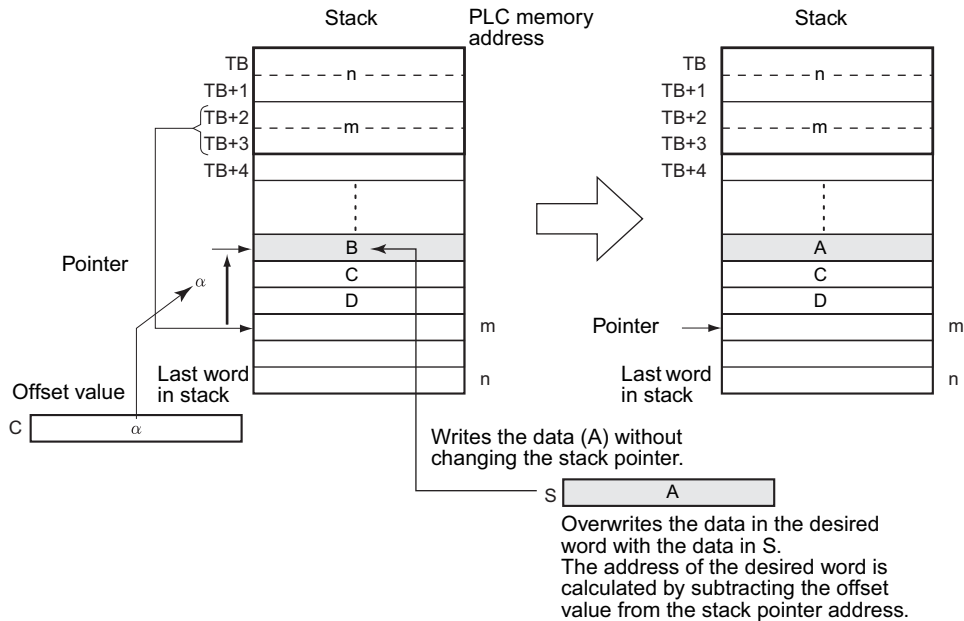 Stack
PLC memory
address
Stack
TB
n
TB+1
TB+2
m
TB+3
TB+4
B
C
D
Pointer
α
m
Last word
in stack
n
Offset value
C
α
TB
n
TB+1
TB+2
m
TB+3
TB+4
A
C
D
Pointer
m
Last word
in stack
n
Writes the data (A) without
changing the stack pointer.
S
A
Overwrites the data in the desired
word with the data in S.
The address of the desired word is
calculated by subtracting the offset
value from the stack pointer address.